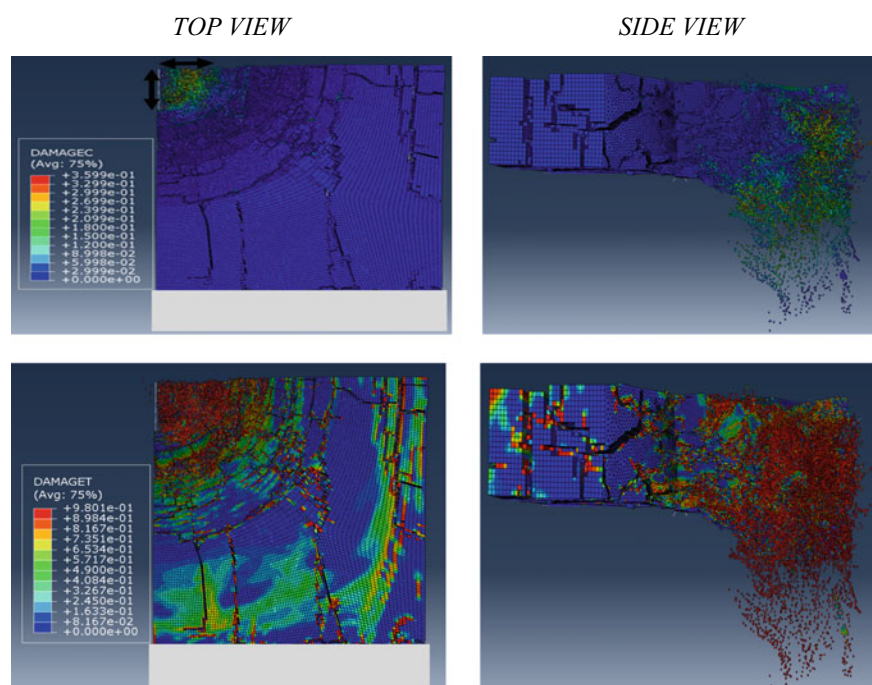 TOP VIEW
SIDE VIEW
DAMAGEC
(Avg: 75%)
+3.599e-01
+3.299e-01
+2.999e-01
+2.699e-01
+2.399e-01
+2.099e-01
+1.800e-01
+1.500e-01
+1.200e-01
+8.998e-02
+5.998e-02
+2.999e-02
+0.000e+00
DAMAGET
(Avg: 75%)
+9.801e-01
+8.984e-01
+8.167e-01
+7.351e-01
+6.534e-01
+5.717e-01
+4.900e-01
+4.084e-01
+3.267e-01
+2.450e-01
+1.633e-01
+8.167e-02
+0.000e+00